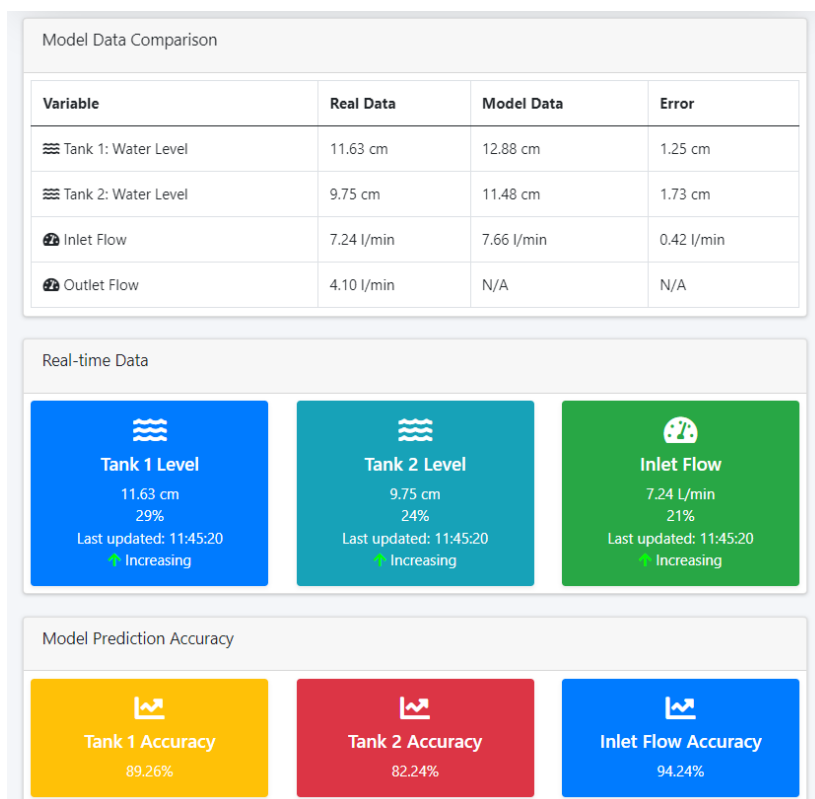 Model Data Comparison
Variable Real Data Model Data Error
Tank 1: Water Level 11.63 cm 12.88 cm 1.25 cm
Tank 2: Water Level 9.75 cm 11.48 cm 1.73 cm
Inlet Flow 7.24 l/min 7.66 l/min 0.42 l/min
Outlet Flow 4.10 l/min N/A N/A
Real-time Data
Tank 1 Level
11.63 cm
29%
Last updated: 11:45:20
Increasing
Tank 2 Level
9.75 cm
24%
Last updated: 11:45:20
Increasing
Inlet Flow
7.24 L/min
21%
Last updated: 11:45:20
Increasing
Model Prediction Accuracy
Tank 1 Accuracy
89.26%
Tank 2 Accuracy
82.24%
Inlet Flow Accuracy
94.24%